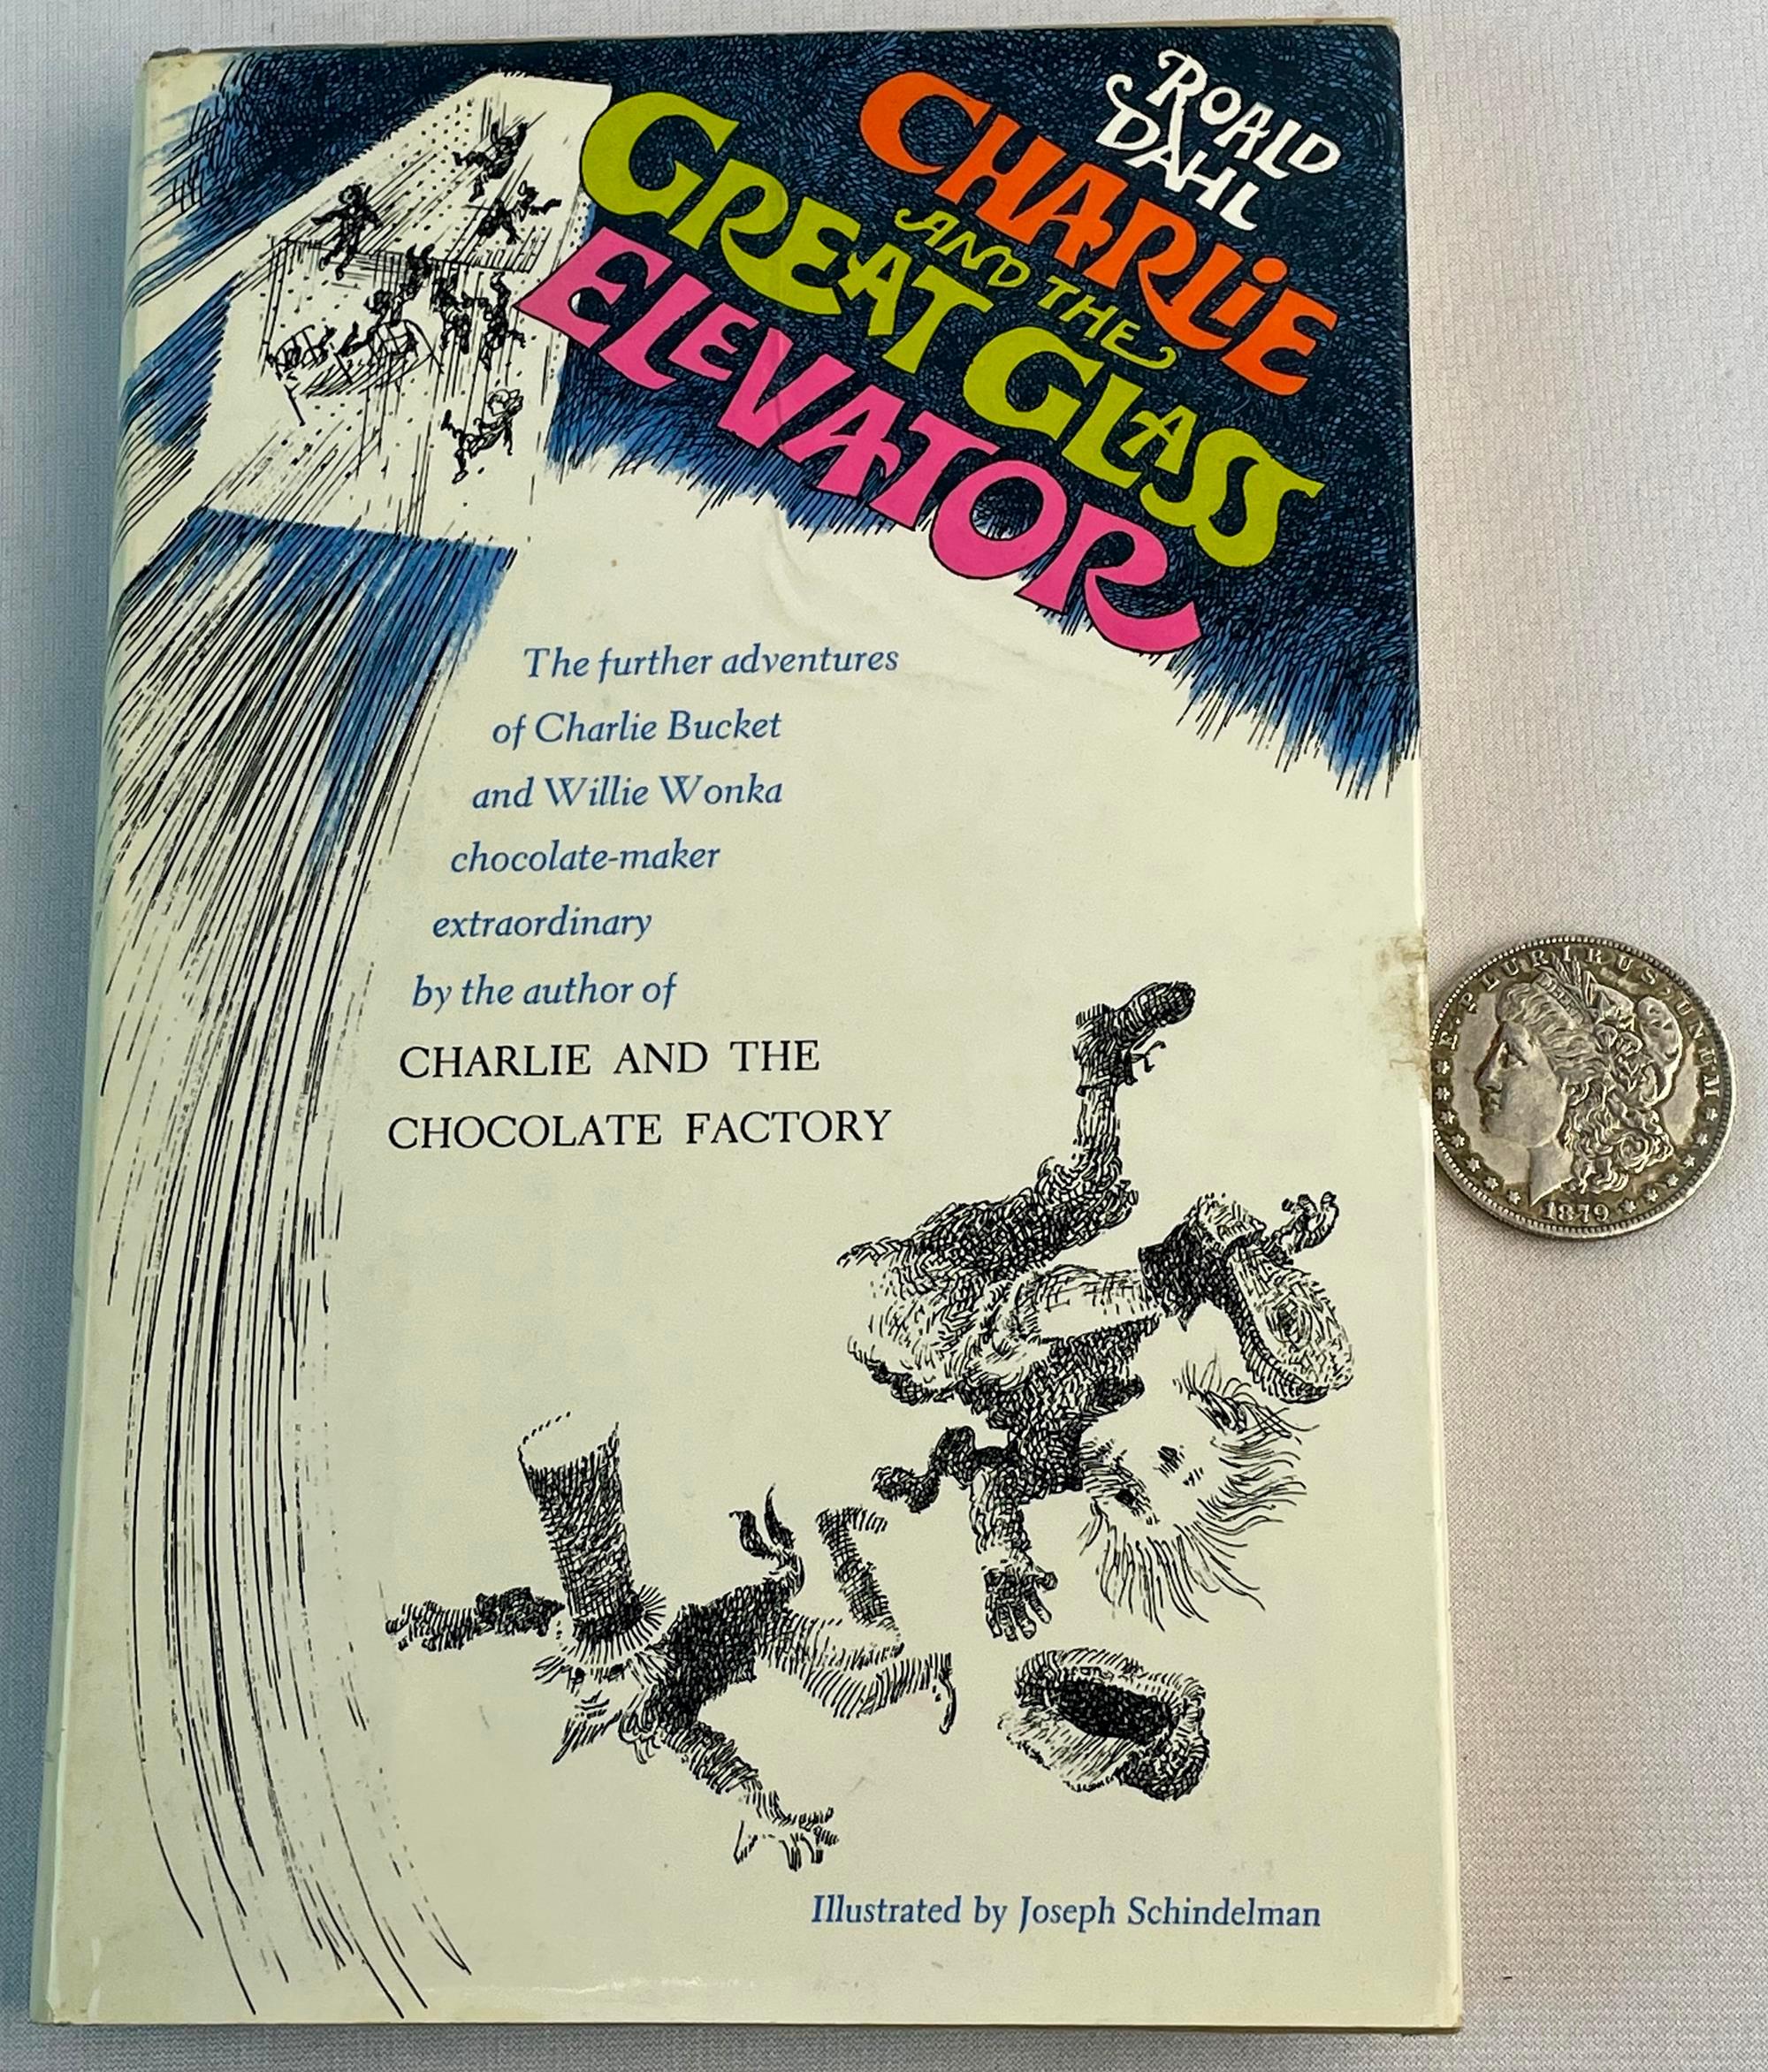 ROALD
DAHL
CHARLiE
AND THE
GREAT GLASS
ELEVATOR
The further adventures
of Charlie Bucket
and Willie Wonka
chocolate-maker
extraordinary
by the author of
CHARLIE AND THE
CHOCOLATE FACTORY
Illustrated by Joseph Schindelman
E·PLURIBUS·UNUM
1879